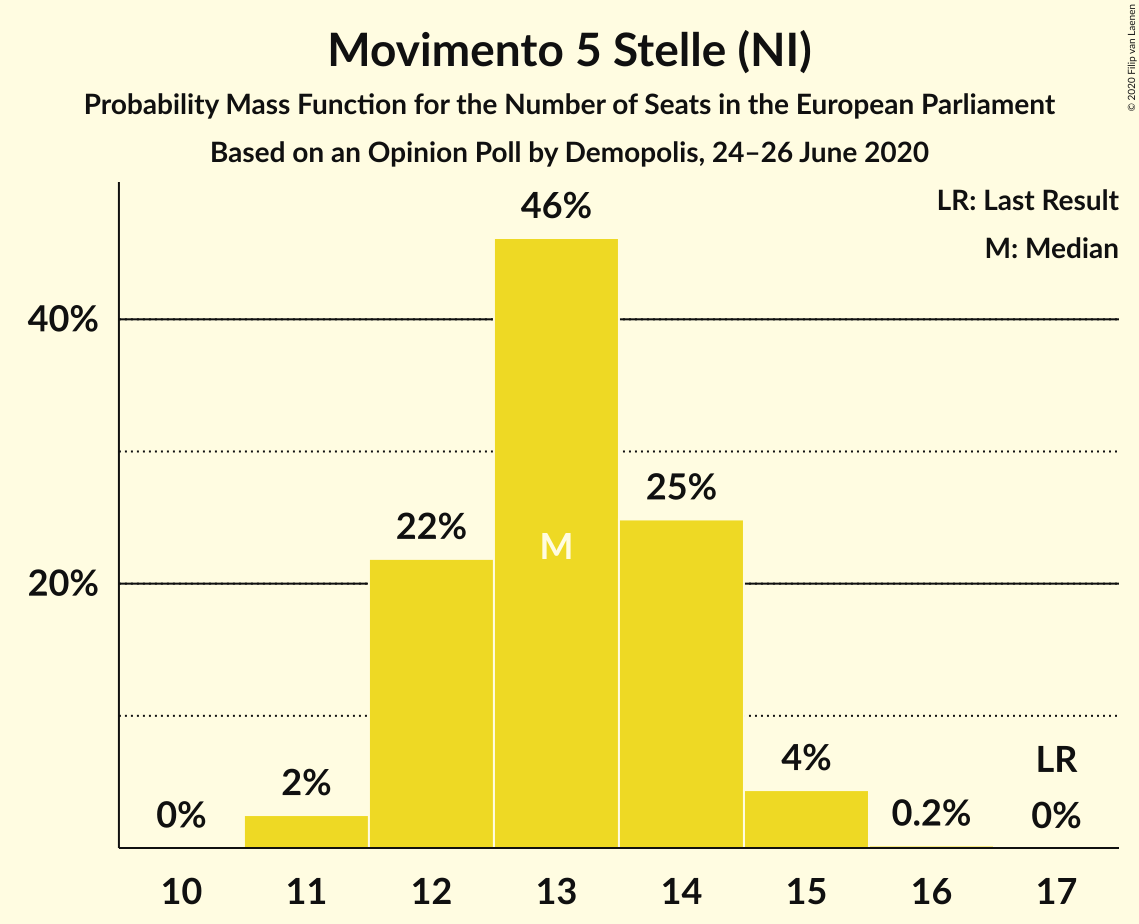 Movimento 5 Stelle (NI)
Probability Mass Function for the Number of Seats in the European Parliament
Based on an Opinion Poll by Demopolis, 24–26 June 2020
© 2020 Filip van Laenen
LR: Last Result
M: Median
46%
40%
25%
22%
M
20%
4%
LR
2%
0%
0.2%
0%
10 11 12 13 14 15 16 17